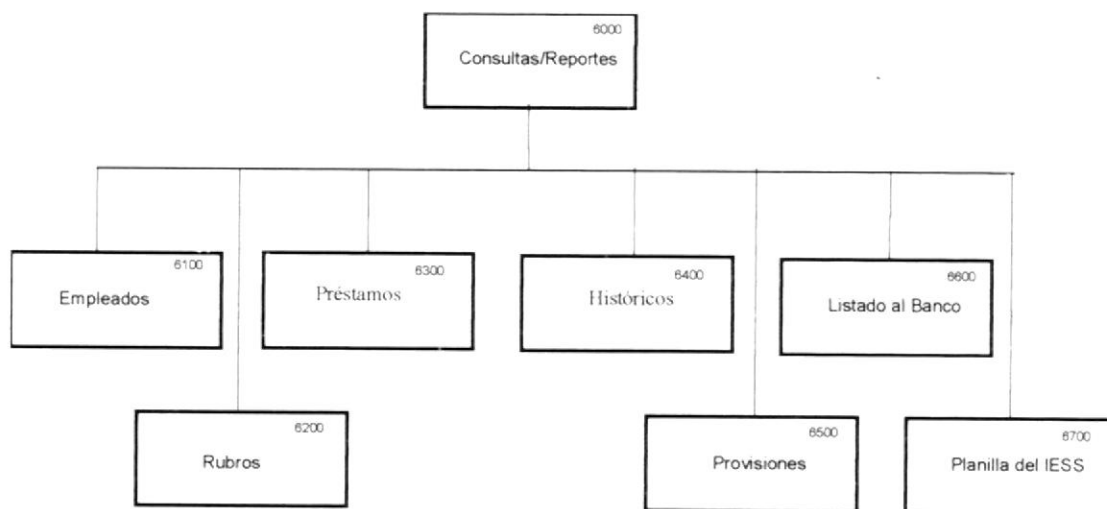 6000
Consultas/Reportes
6100
Empleados
6300
Préstamos
6400
Históricos
6600
Listado al Banco
6200
Rubros
6500
Provisiones
6700
Planilla del IESS